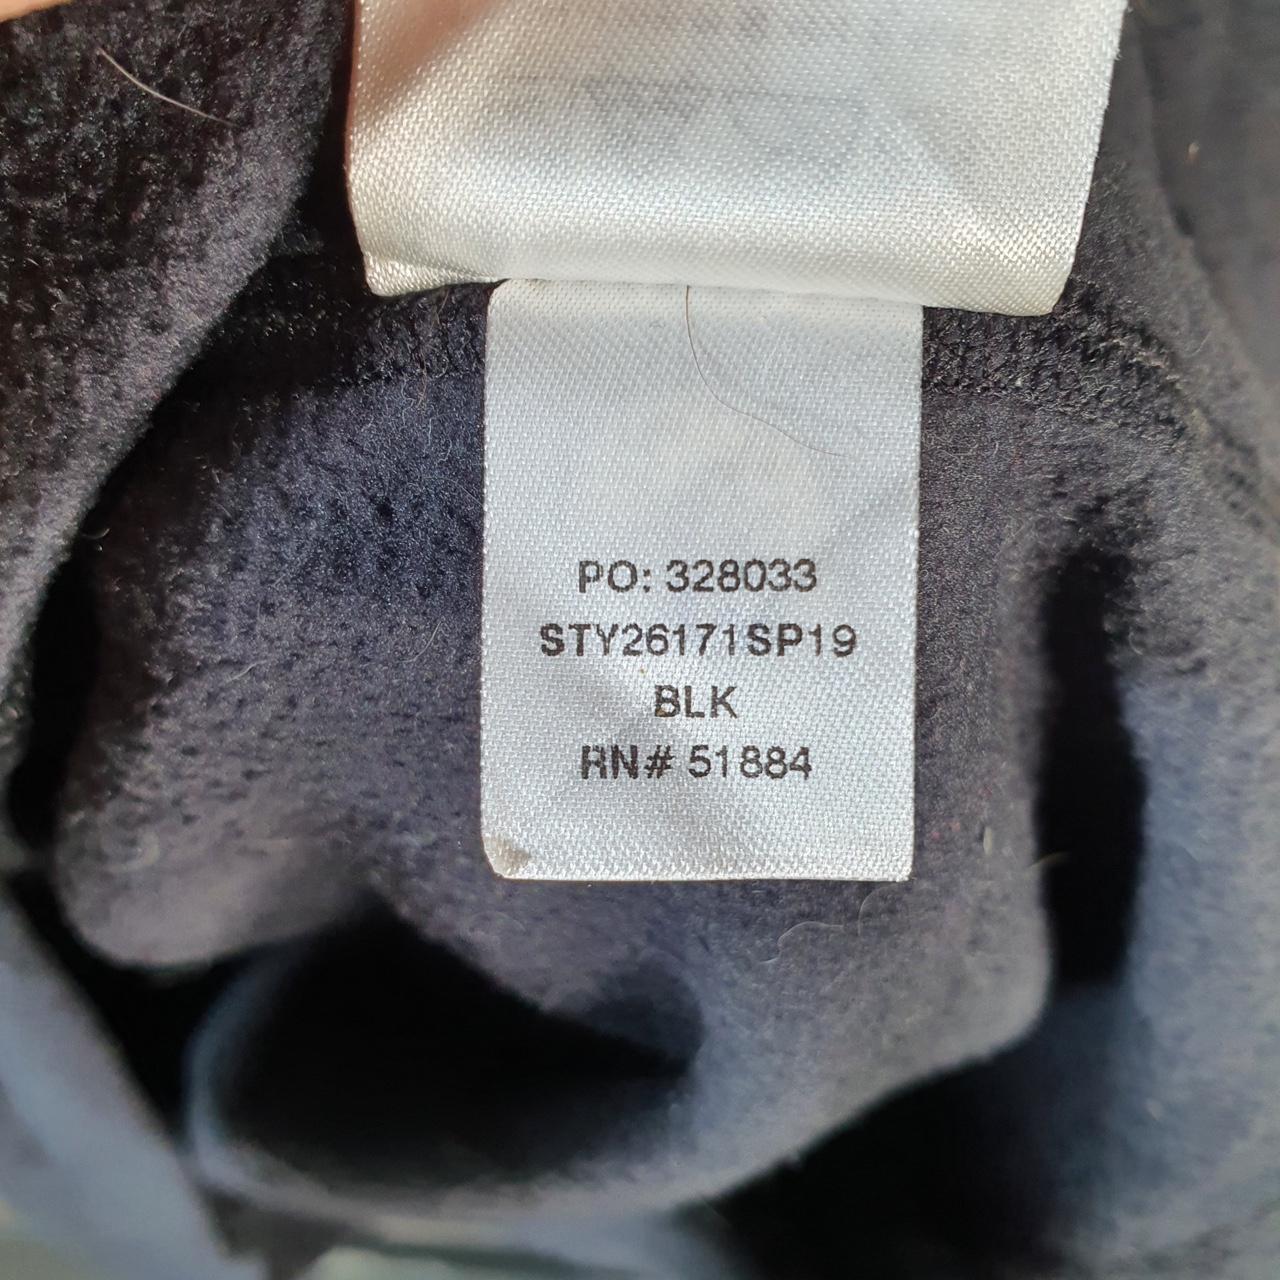 PO: 328033
STY26171SP19
BLK
RN# 51884